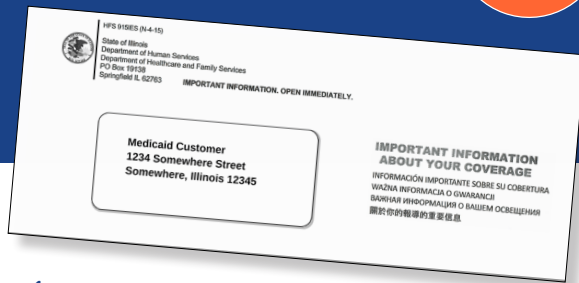 HFS 915IES (N-4-15)
State of Illinois
Department of Human Services
Department of Healthcare and Family Services
PO Box 19138
Springfield IL 62763
IMPORTANT INFORMATION. OPEN IMMEDIATELY.
Medicaid Customer
1234 Somewhere Street
Somewhere, Illinois 12345
IMPORTANT INFORMATION
ABOUT YOUR COVERAGE
INFORMACIÓN IMPORTANTE SOBRE SU COBERTURA
WAŻNA INFORMACJA O GWARANCJI
ВАЖНАЯ ИНФОРМАЦИЯ О ВАШЕМ ОСВЕЩЕНИЯ
關於你的報導的重要信息